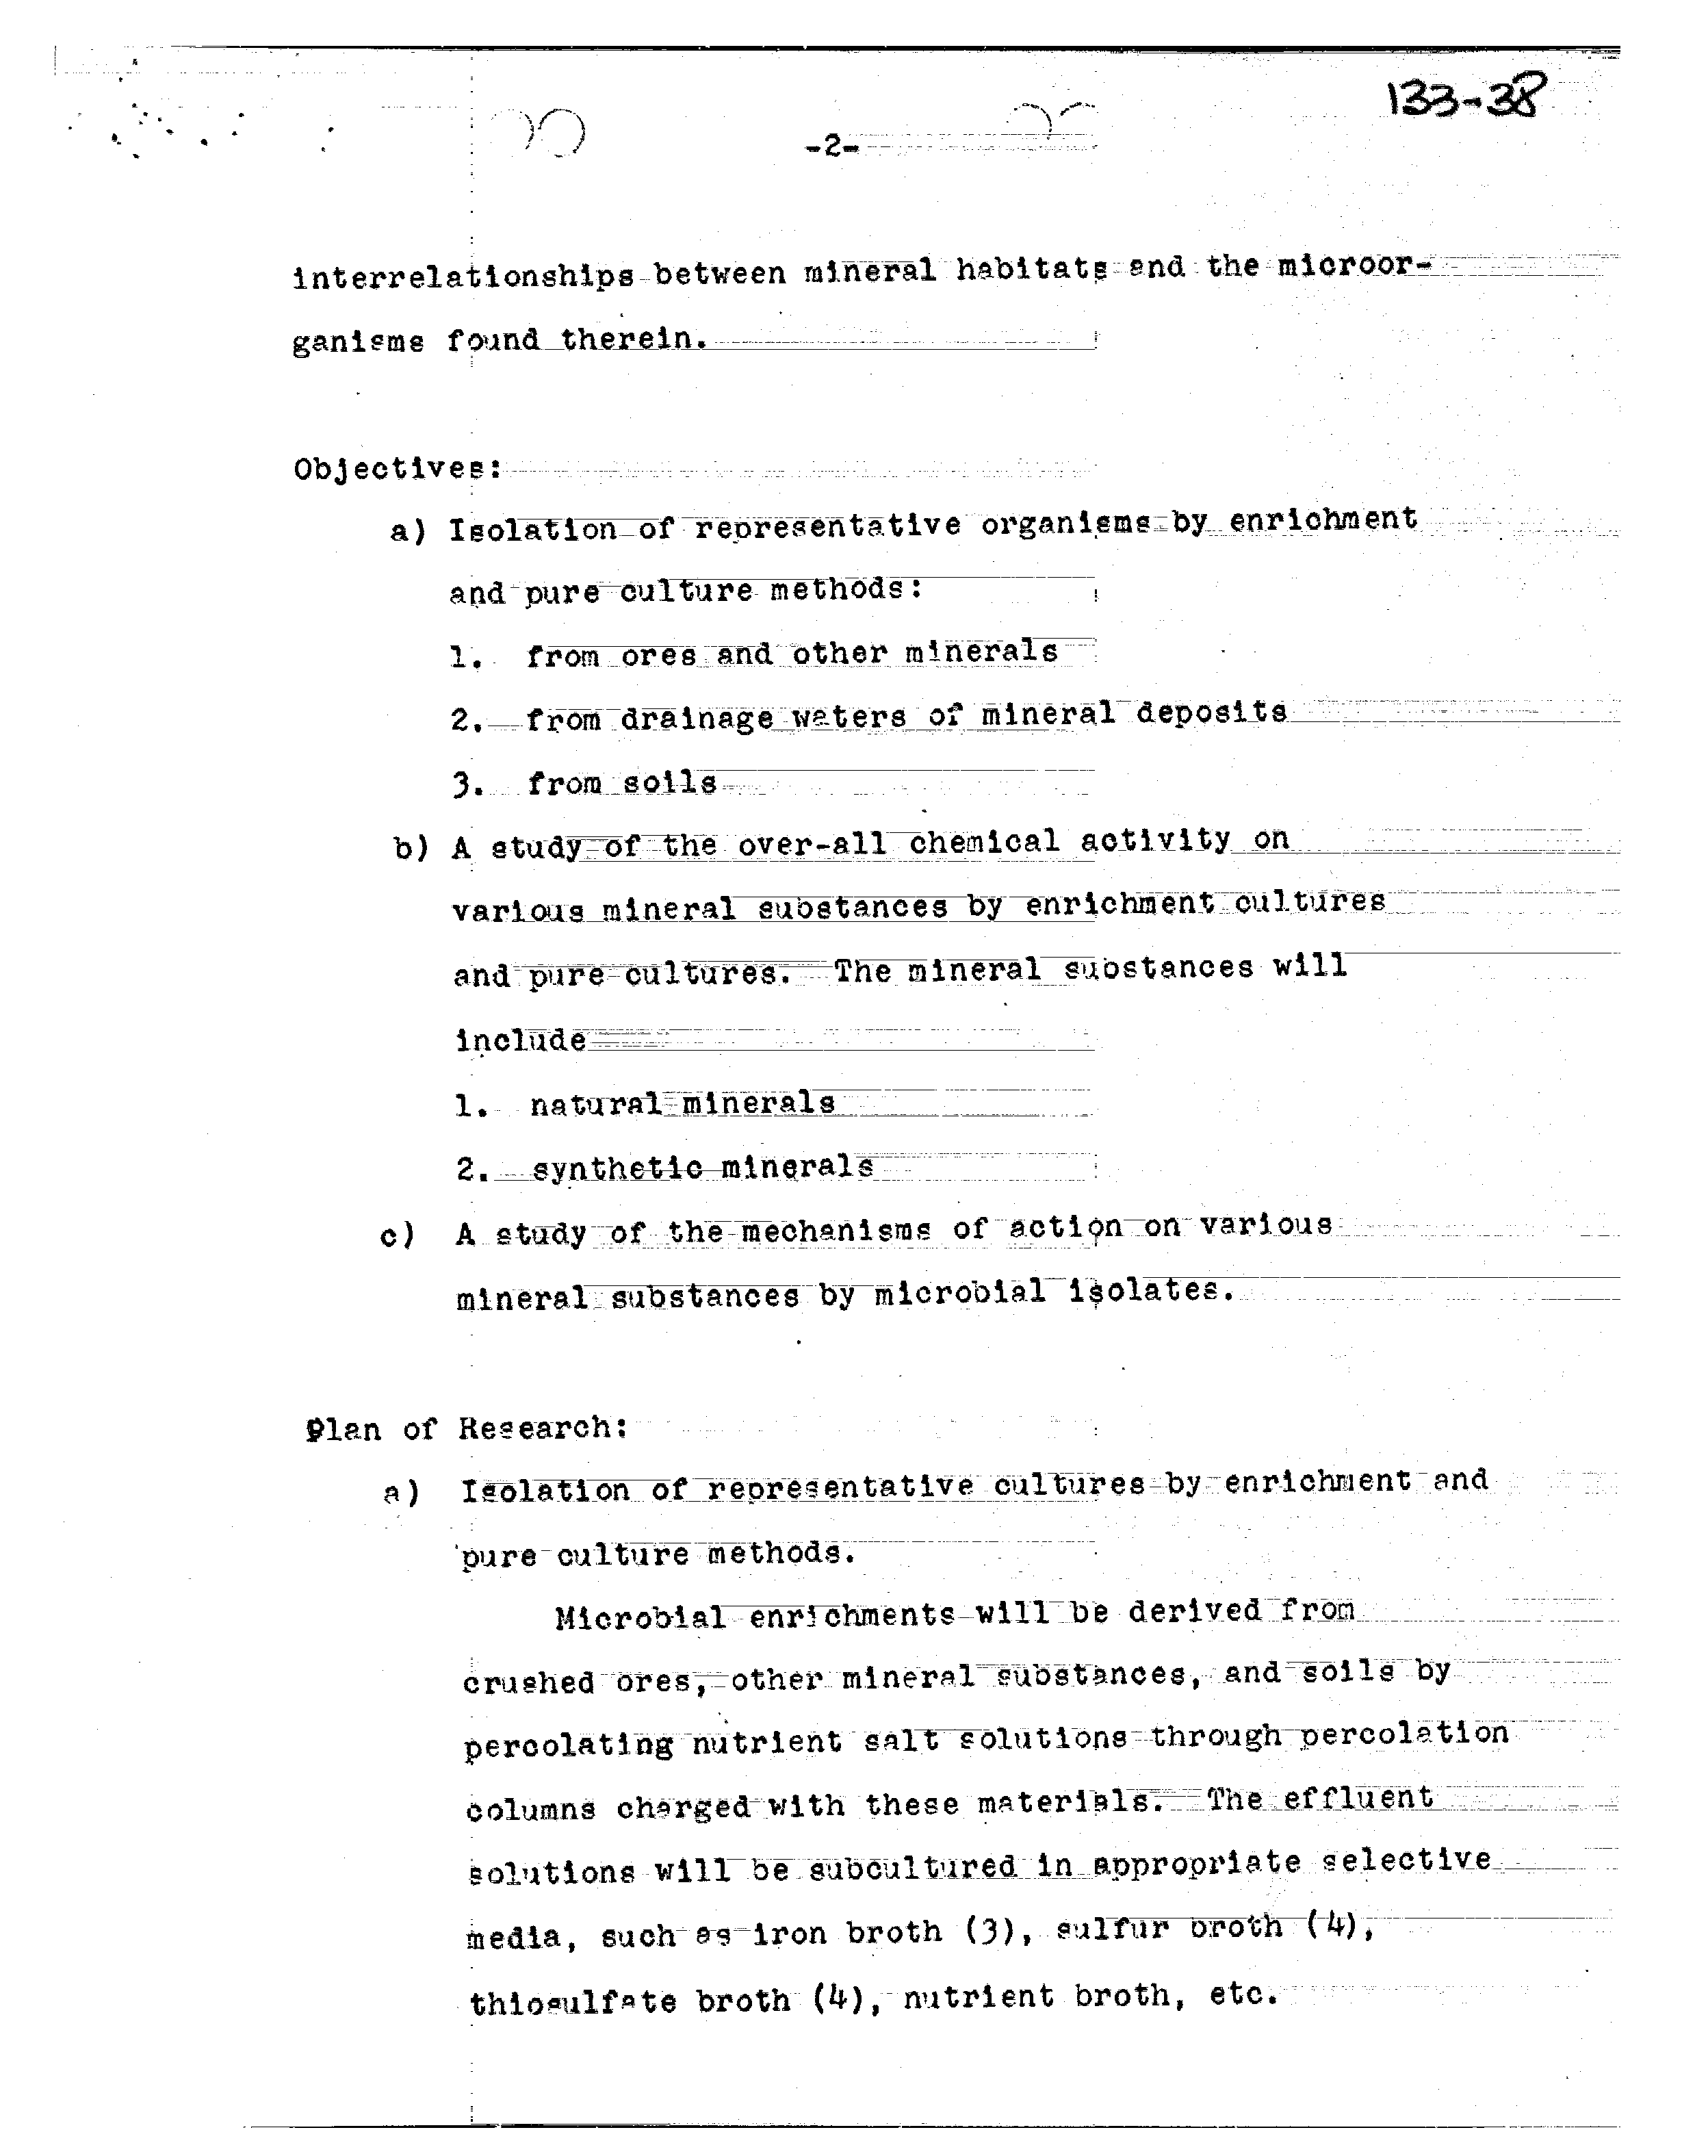 133-38
-2-
interrelationships between mineral habitats and the microor-
ganisms found therein.
Objectives:
a) Isolation of representative organisms by enrichment
and pure culture methods:
1. from ores and other minerals
2. from drainage waters of mineral deposits
3. from soils
b) A study of the over-all chemical activity on
various mineral substances by enrichment cultures
and pure cultures. The mineral substances will
include
1. natural minerals
2. synthetic minerals
c) A study of the mechanisms of action on various
mineral substances by microbial isolates.
Plan of Research:
a) Isolation of representative cultures by enrichment and
pure culture methods.
Microbial enrichments will be derived from
crushed ores, other mineral substances, and soils by
percolating nutrient salt solutions through percolation
columns charged with these materials. The effluent
solutions will be subcultured in appropriate selective
media, such as iron broth (3), sulfur broth (4),
thiosulfate broth (4), nutrient broth, etc.